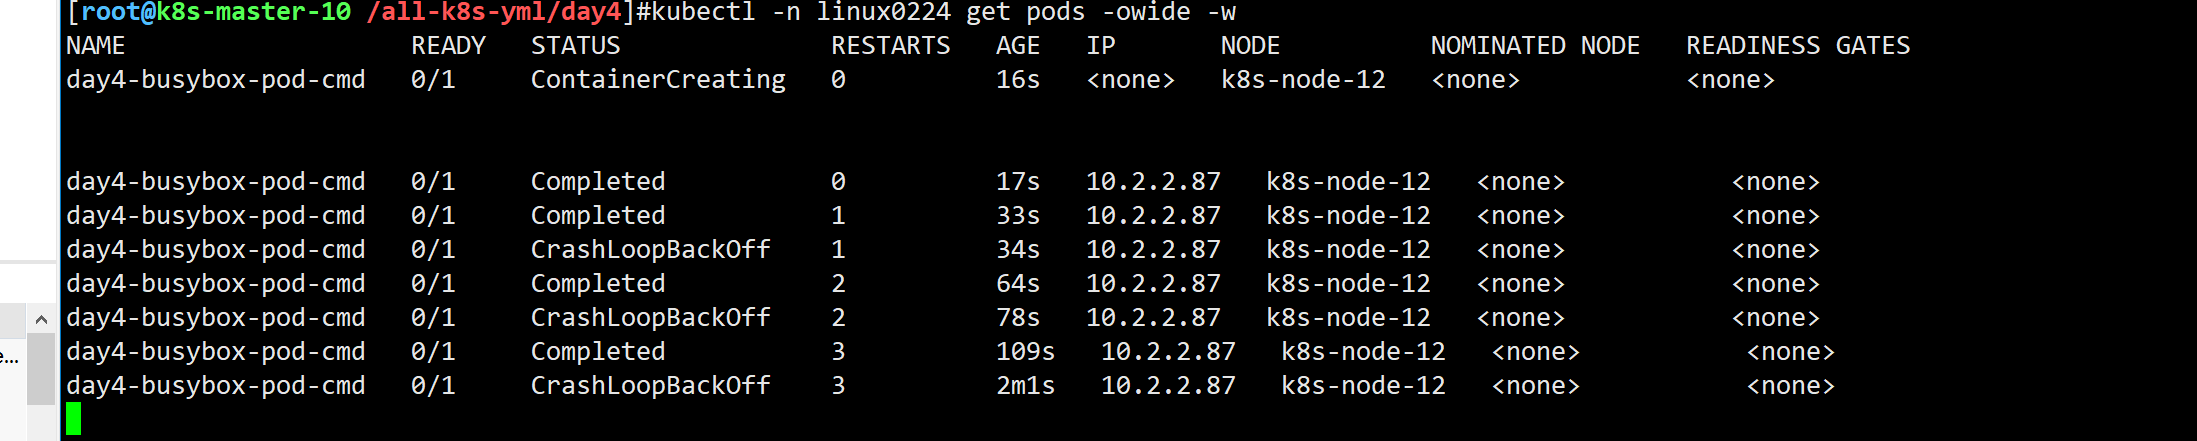 [root@k8s-master-10 /all-k8s-yml/day4]#kubectl -n linux0224 get pods -owide -w
NAME READY STATUS RESTARTS AGE IP NODE NOMINATED NODE READINESS GATES
day4-busybox-pod-cmd 0/1 ContainerCreating 0 16s <none> k8s-node-12 <none> <none>
day4-busybox-pod-cmd 0/1 Completed 0 17s 10.2.2.87 k8s-node-12 <none> <none>
day4-busybox-pod-cmd 0/1 Completed 1 33s 10.2.2.87 k8s-node-12 <none> <none>
day4-busybox-pod-cmd 0/1 CrashLoopBackOff 1 34s 10.2.2.87 k8s-node-12 <none> <none>
day4-busybox-pod-cmd 0/1 Completed 2 64s 10.2.2.87 k8s-node-12 <none> <none>
day4-busybox-pod-cmd 0/1 CrashLoopBackOff 2 78s 10.2.2.87 k8s-node-12 <none> <none>
day4-busybox-pod-cmd 0/1 Completed 3 109s 10.2.2.87 k8s-node-12 <none> <none>
day4-busybox-pod-cmd 0/1 CrashLoopBackOff 3 2m1s 10.2.2.87 k8s-node-12 <none> <none>